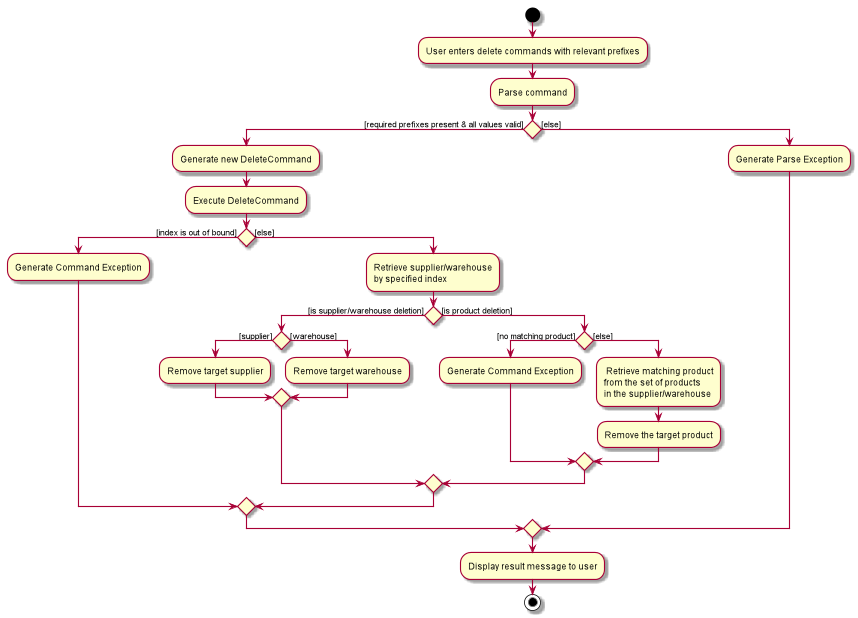 User enters delete commands with relevant prefixes
Parse command
[required prefixes present & all values valid]
[else]
Generate new DeleteCommand
Generate Parse Exception
Execute DeleteCommand
[index is out of bound]
[else]
Generate Command Exception
Retrieve supplier/warehouse
by specified index
[is supplier/warehouse deletion]
[is product deletion]
[supplier]
[warehouse]
[no matching product]
[else]
Remove target supplier
Remove target warehouse
Generate Command Exception
Retrieve matching product
from the set of products
in the supplier/warehouse
Remove the target product
Display result message to user